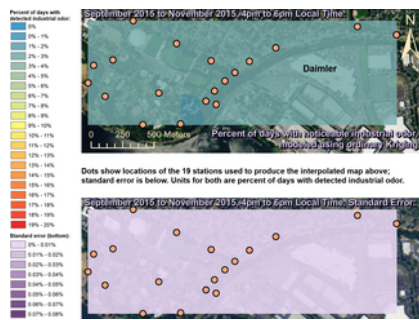 Percent of days with
detected industrial odor:
0%
0% - 1%
1% - 2%
2% - 3%
3% - 4%
4% - 5%
5% - 6%
6% - 7%
7% - 8%
8% - 9%
9% - 10%
10% - 11%
11% - 12%
12% - 13%
13% - 14%
14% - 15%
15% - 16%
16% - 17%
17% - 18%
18% - 19%
19% - 20%
Standard error (bottom):
0% - 0.01%
0.01% - 0.02%
0.02% - 0.03%
0.03% - 0.04%
0.04% - 0.05%
0.05% - 0.06%
0.06% - 0.07%
0.07% - 0.08%
September 2015 to November 2015, 4pm to 6pm Local Time:
Daimler
0 250 500 Meters
Percent of days with noticeable industrial odor,
modeled using ordinary Kriging
Dots show locations of the 19 stations used to produce the interpolated map above;
standard error is below. Units for both are percent of days with detected industrial odor.
September 2015 to November 2015, 4pm to 6pm Local Time: Standard Error: